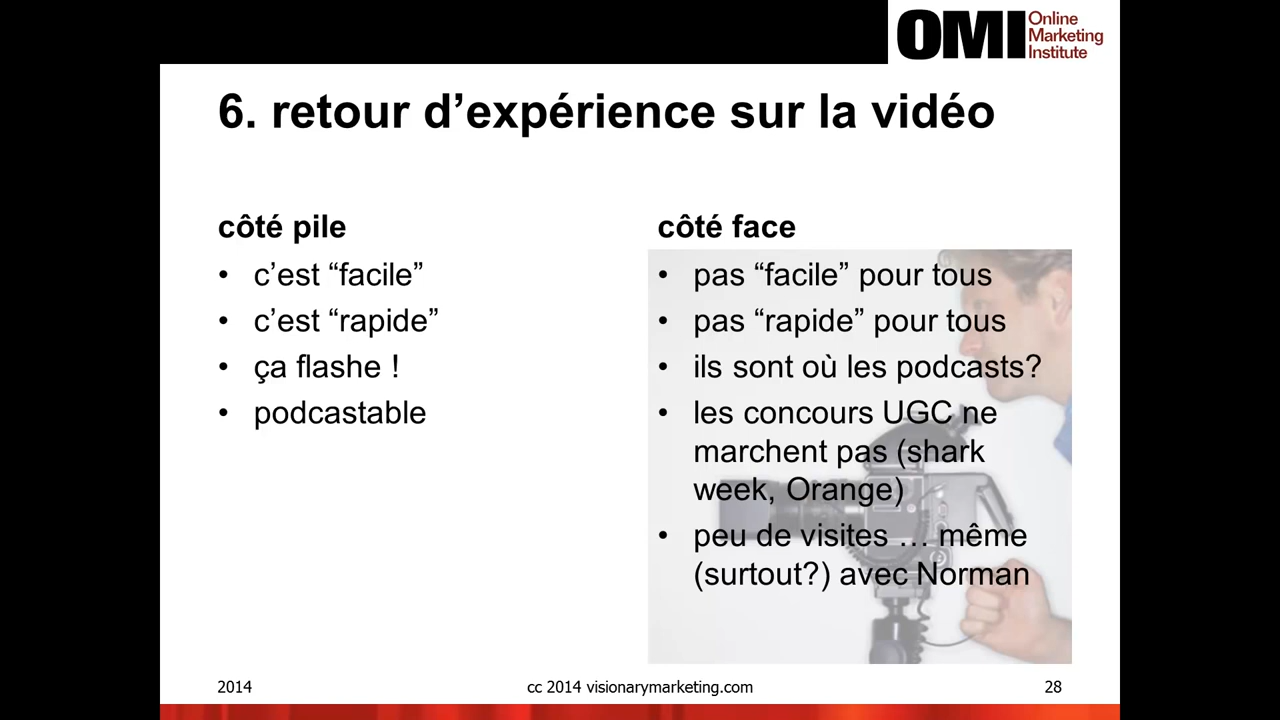 OMI Online
Marketing
Institute
6. retour d’expérience sur la vidéo
côté pile
• c’est “facile”
• c’est “rapide”
• ça flashe !
• podcastable
côté face
• pas “facile” pour tous
• pas “rapide” pour tous
• ils sont où les podcasts?
• les concours UGC ne
marchent pas (shark
week, Orange)
• peu de visites … même
(surtout?) avec Norman
2014
cc 2014 visionarymarketing.com
28